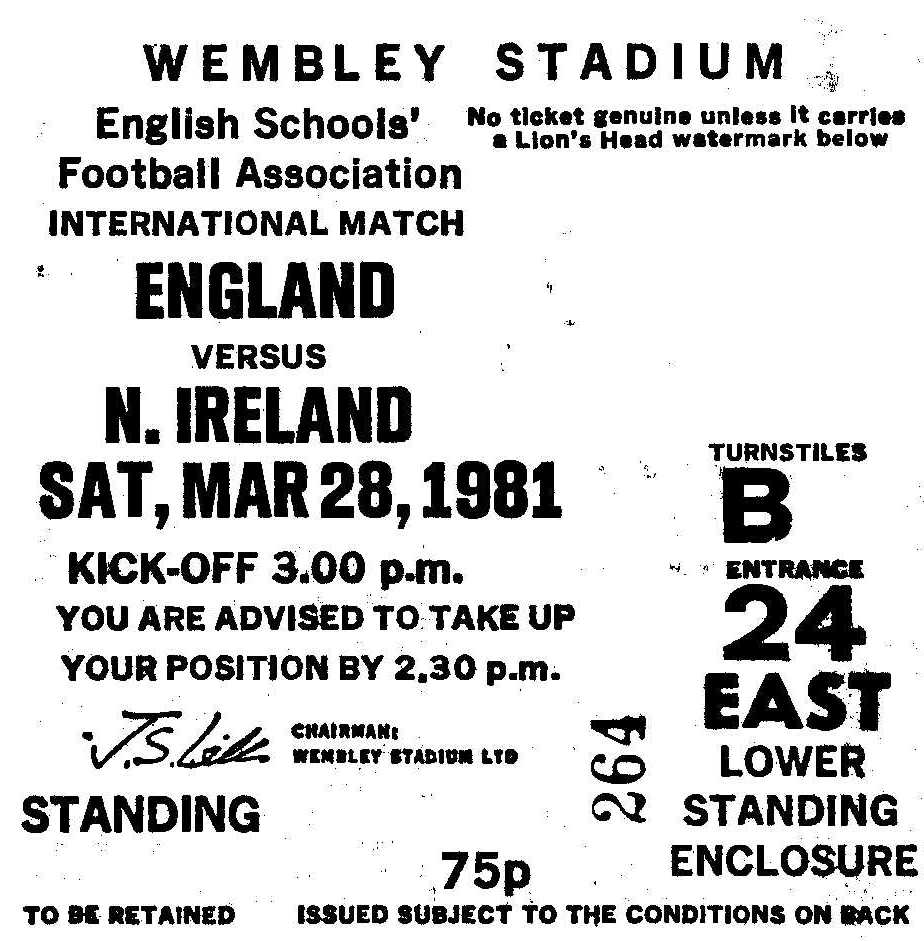 WEMBLEY STADIUM
English Schools'
Football Association
No ticket genuine unless it carries
a Lion's Head watermark below
INTERNATIONAL MATCH
ENGLAND
VERSUS
N. IRELAND
SAT, MAR 28, 1981
KICK-OFF 3.00 p.m.
YOU ARE ADVISED TO TAKE UP
YOUR POSITION BY 2.30 p.m.
J.S. Lill
CHAIRMAN:
WEMBLEY STADIUM LTD
STANDING
75p
264
TURNSTILES
B
ENTRANCE
24
EAST
LOWER
STANDING
ENCLOSURE
TO BE RETAINED
ISSUED SUBJECT TO THE CONDITIONS ON BACK